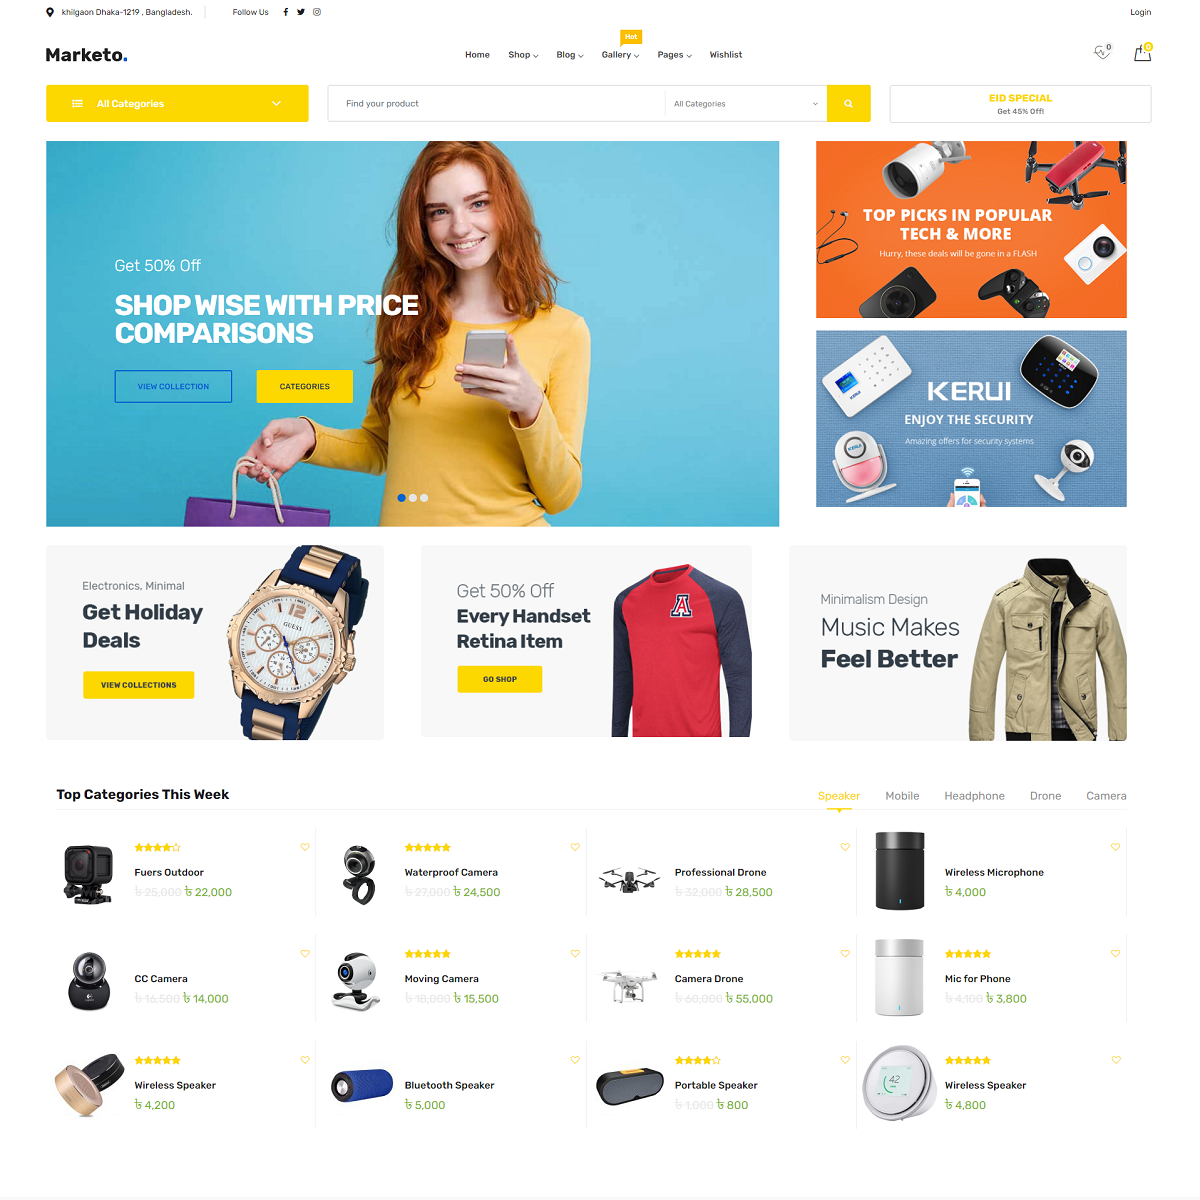 khilgaon Dhaka-1219 , Bangladesh.
Follow Us
Login
Hot
Marketo.
Home
Shop
Blog
Gallery
Pages
Wishlist
0
0
All Categories
Find your product
All Categories
EID SPECIAL
Get 45% Off!
Get 50% Off
SHOP WISE WITH PRICE
COMPARISONS
VIEW COLLECTION
CATEGORIES
TOP PICKS IN POPULAR
TECH & MORE
Hurry, these deals will be gone in a FLASH
KERUI
ENJOY THE SECURITY
Amazing offers for security systems
KERUI
KERUI
Electronics, Minimal
Get Holiday
Deals
VIEW COLLECTIONS
12
GUESS
Get 50% Off
Every Handset
Retina Item
GO SHOP
A
Minimalism Design
Music Makes
Feel Better
Top Categories This Week
Speaker
Mobile
Headphone
Drone
Camera
Fuers Outdoor
৳ 25,000 ৳ 22,000
Waterproof Camera
৳ 27,000 ৳ 24,500
Professional Drone
৳ 32,000 ৳ 28,500
Wireless Microphone
৳ 4,000
CC Camera
৳ 16,500 ৳ 14,000
Moving Camera
৳ 18,000 ৳ 15,500
Camera Drone
৳ 60,000 ৳ 55,000
Mic for Phone
৳ 4,100 ৳ 3,800
Wireless Speaker
৳ 4,200
Bluetooth Speaker
৳ 5,000
Portable Speaker
৳ 1,000 ৳ 800
42
Wireless Speaker
৳ 4,800